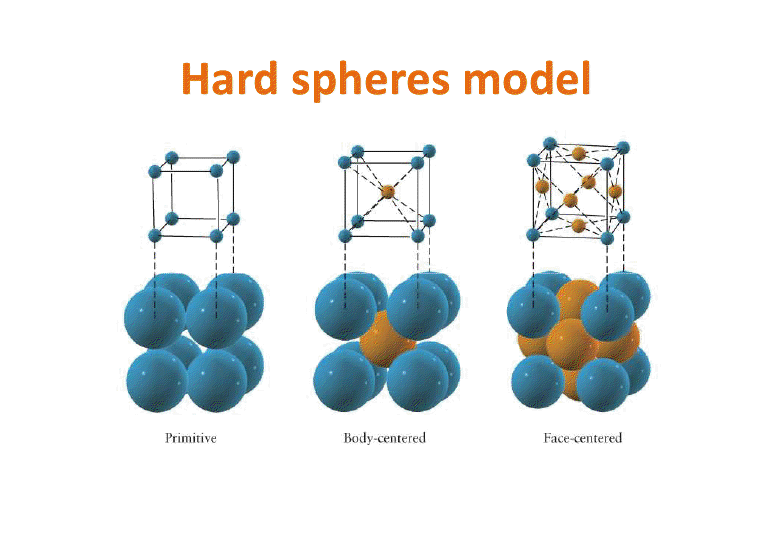 Hard spheres model
Primitive
Body-centered
Face-centered